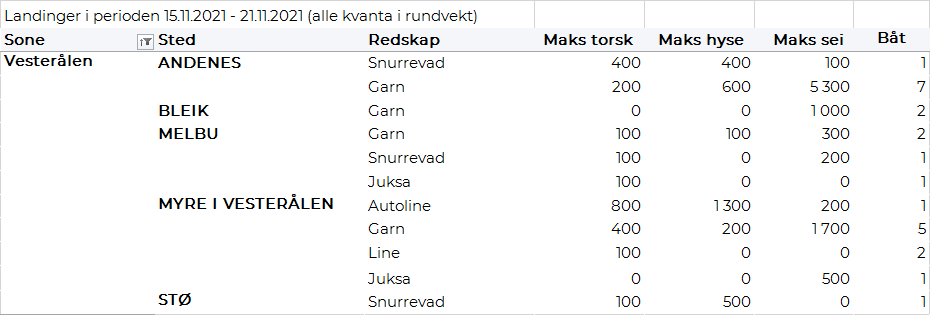 Landinger i perioden 15.11.2021 - 21.11.2021 (alle kvanta i rundvekt)
Sone Sted Redskap Maks torsk Maks hyse Maks sei Båt
Vesterålen ANDENES Snurrevad 400 400 100 1
Garn 200 600 5 300 7
BLEIK Garn 0 0 1 000 2
MELBU Garn 100 100 300 2
Snurrevad 100 0 200 1
Juksa 100 0 0 1
MYRE I VESTERÅLEN Autoline 800 1 300 200 1
Garn 400 200 1 700 5
Line 100 0 0 2
Juksa 0 0 500 1
STØ Snurrevad 100 500 0 1